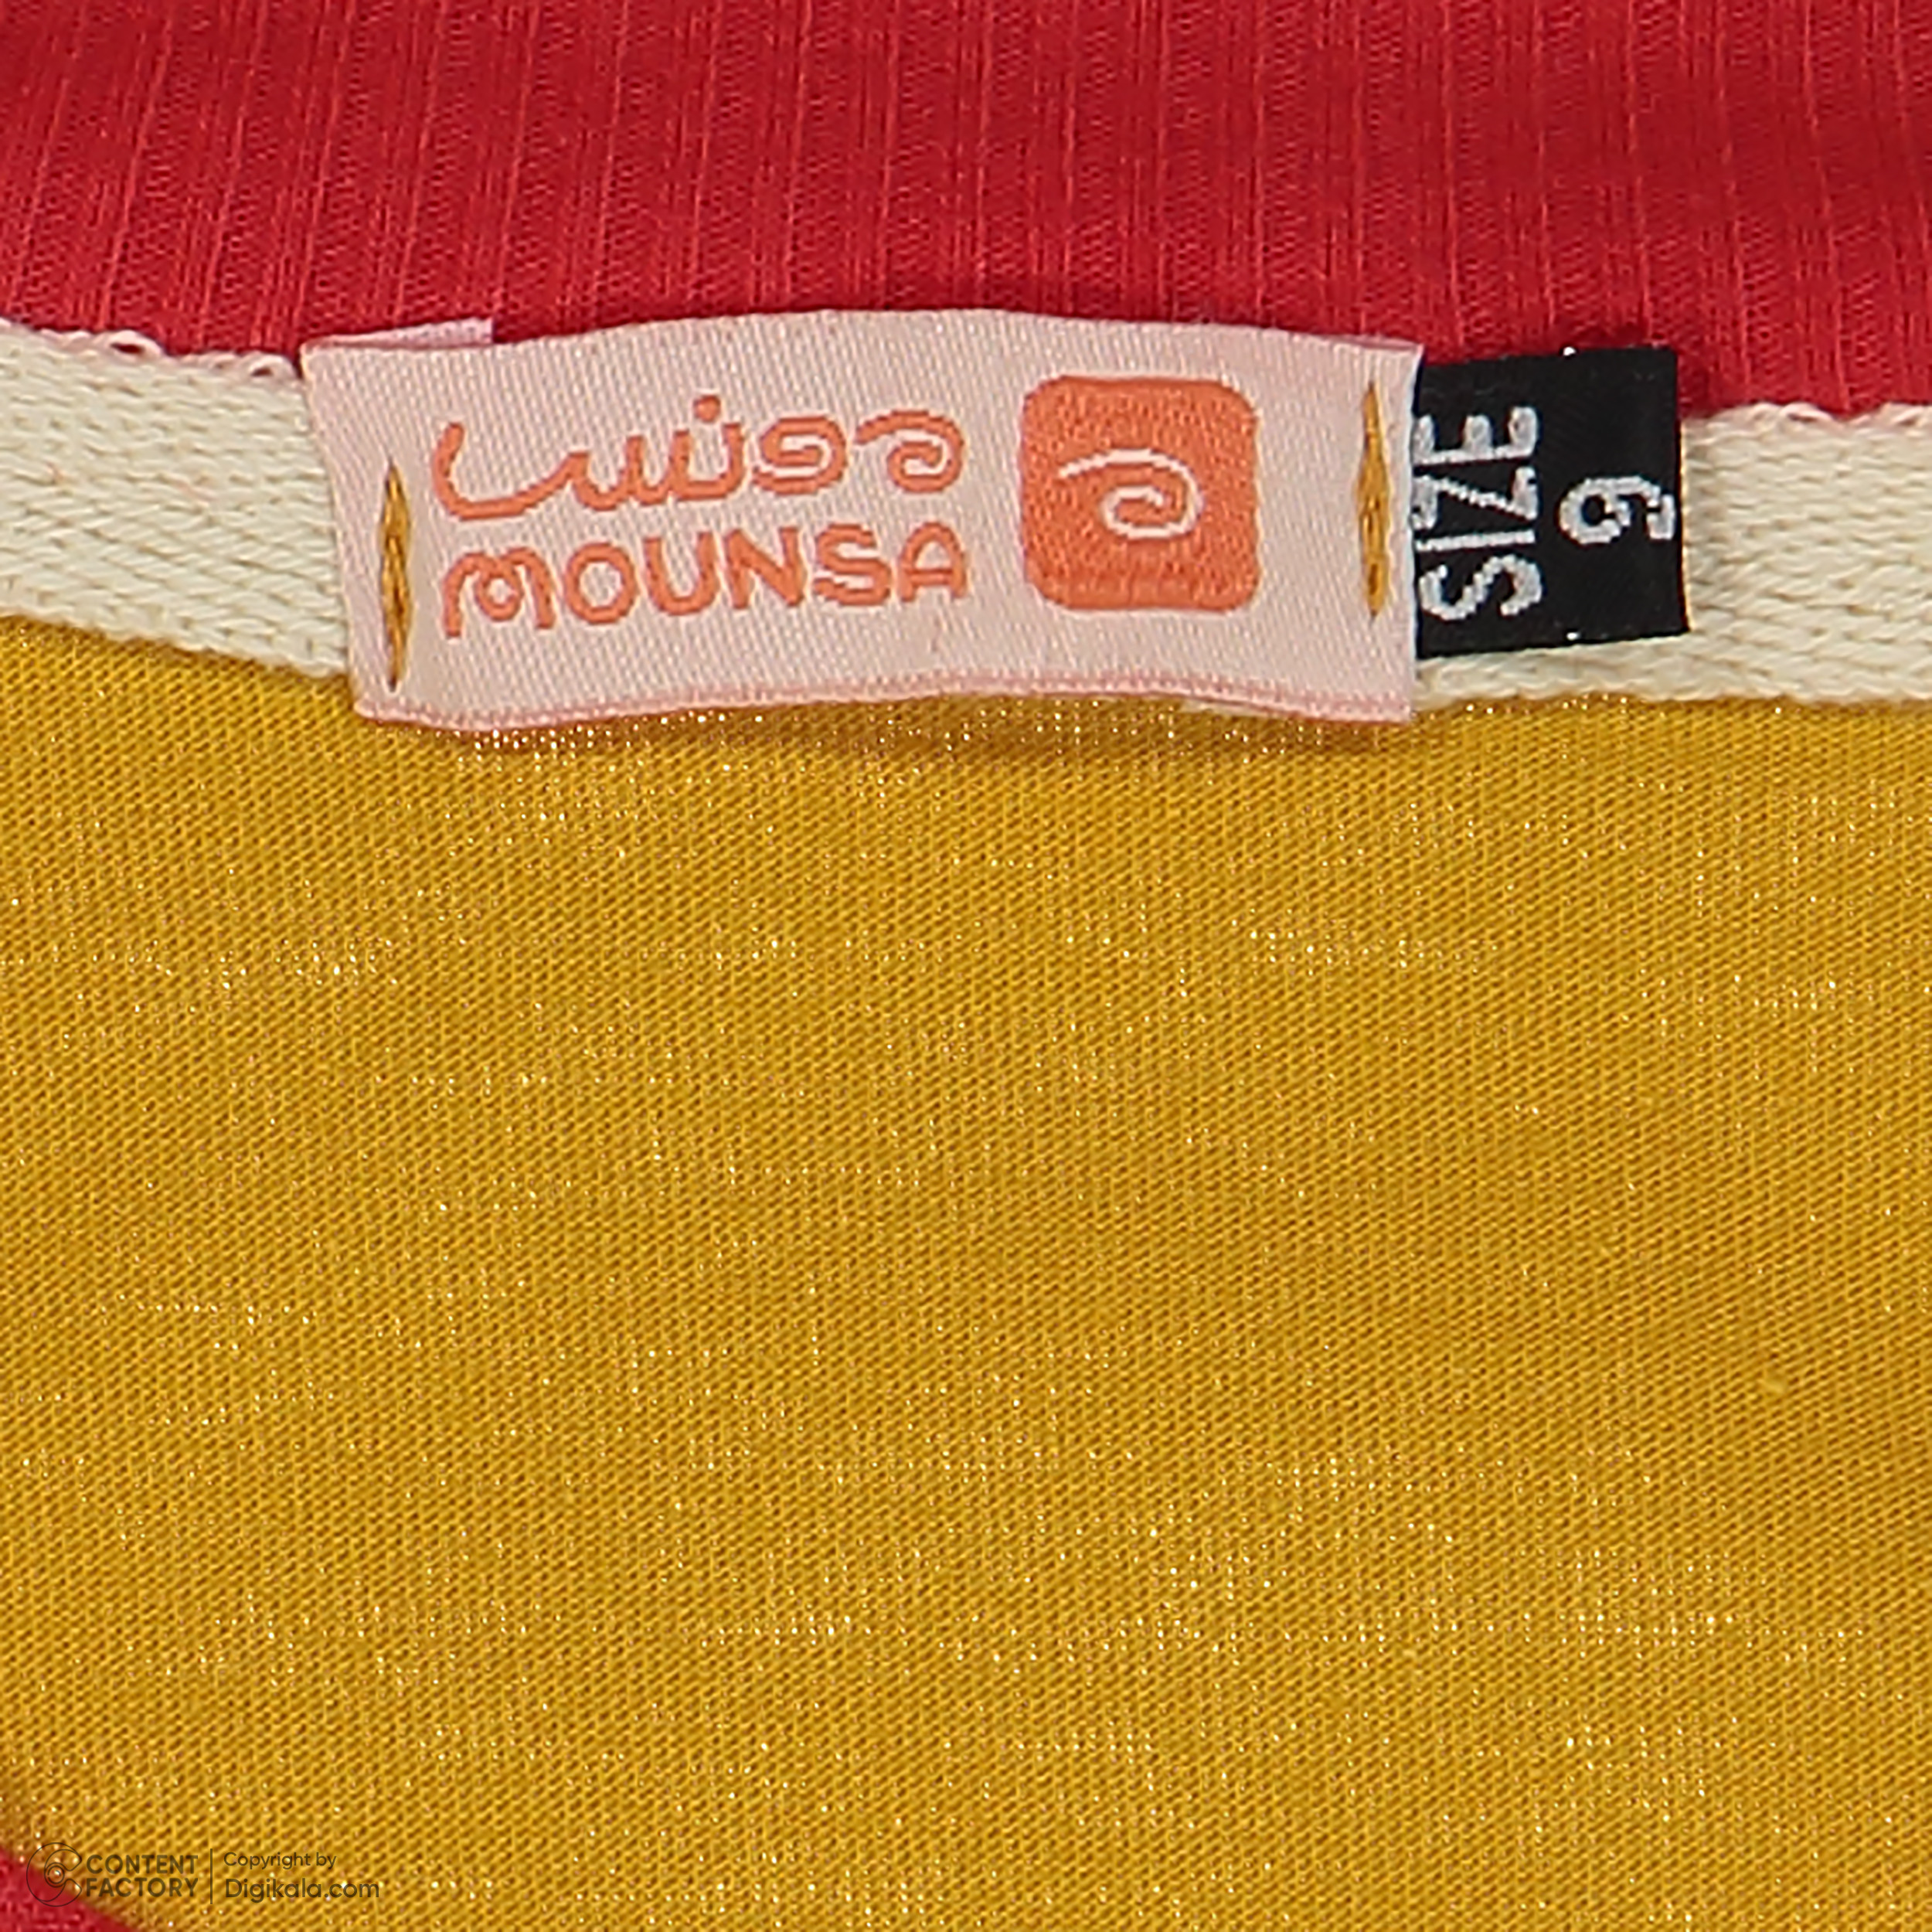 مونسا
MOUNSA
SIZE
9
CONTENT
FACTORY
Copyright by
Digikala.com